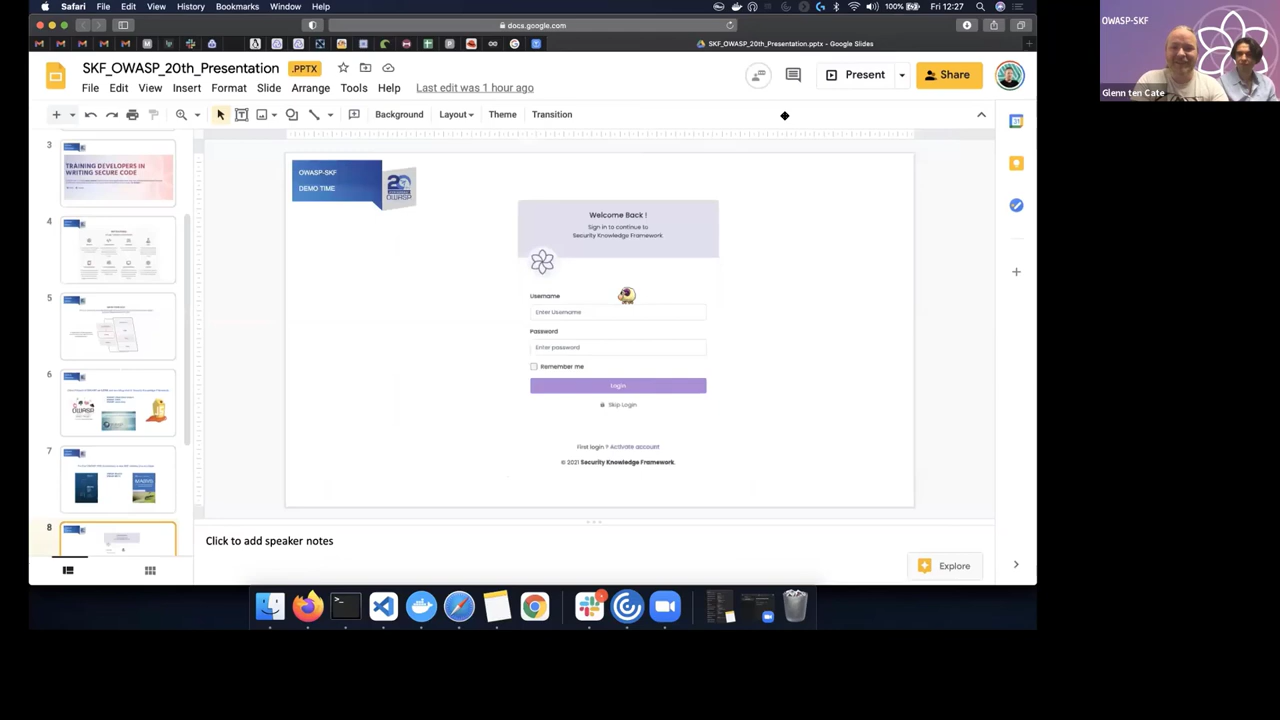 Safari File Edit View History Bookmarks Window Help
100% Fri 12:27
docs.google.com
SKF_OWASP_20th_Presentation.pptx - Google Slides
SKF_OWASP_20th_Presentation .PPTX
File Edit View Insert Format Slide Arrange Tools Help Last edit was 1 hour ago
Present
Share
Background Layout Theme Transition
3
TRAINING DEVELOPERS IN
WRITING SECURE CODE
4
5
6
OWASP
7
8
OWASP-SKF
DEMO TIME
20
OWASP
Welcome Back !
Sign in to continue to
Security Knowledge Framework
Username
Enter Username
Password
Enter password
Remember me
Login
Skip Login
First login ? Activate account
© 2021 Security Knowledge Framework.
Click to add speaker notes
Explore
OWASP-SKF
Glenn ten Cate